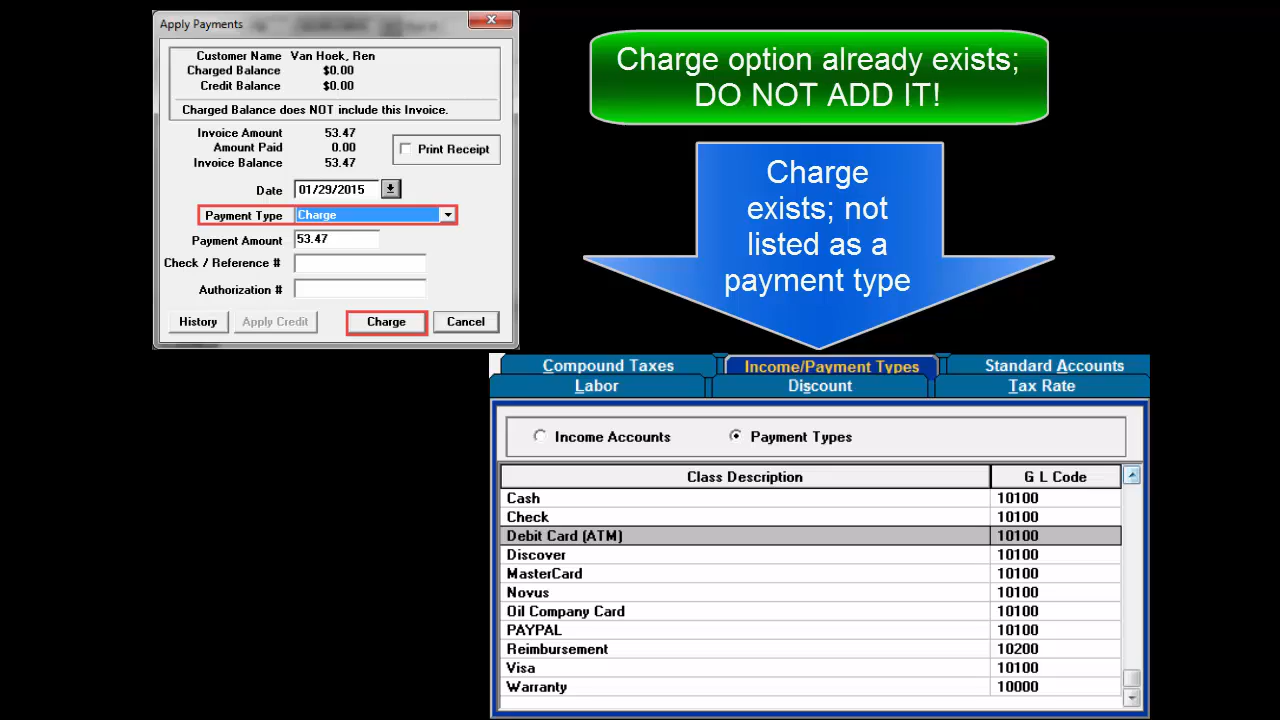 Apply Payments
Customer Name Van Hoek, Ren
Charged Balance $0.00
Credit Balance $0.00
Charged Balance does NOT include this Invoice.
Invoice Amount 53.47
Amount Paid 0.00
Invoice Balance 53.47
Print Receipt
Date 01/29/2015
Payment Type Charge
Payment Amount 53.47
Check / Reference #
Authorization #
History Apply Credit Charge Cancel
Charge option already exists;
DO NOT ADD IT!
Charge
exists; not
listed as a
payment type
Compound Taxes Income/Payment Types Standard Accounts
Labor Discount Tax Rate
Income Accounts Payment Types
Class Description G L Code
Cash 10100
Check 10100
Debit Card (ATM) 10100
Discover 10100
MasterCard 10100
Novus 10100
Oil Company Card 10100
PAYPAL 10100
Reimbursement 10200
Visa 10100
Warranty 10000